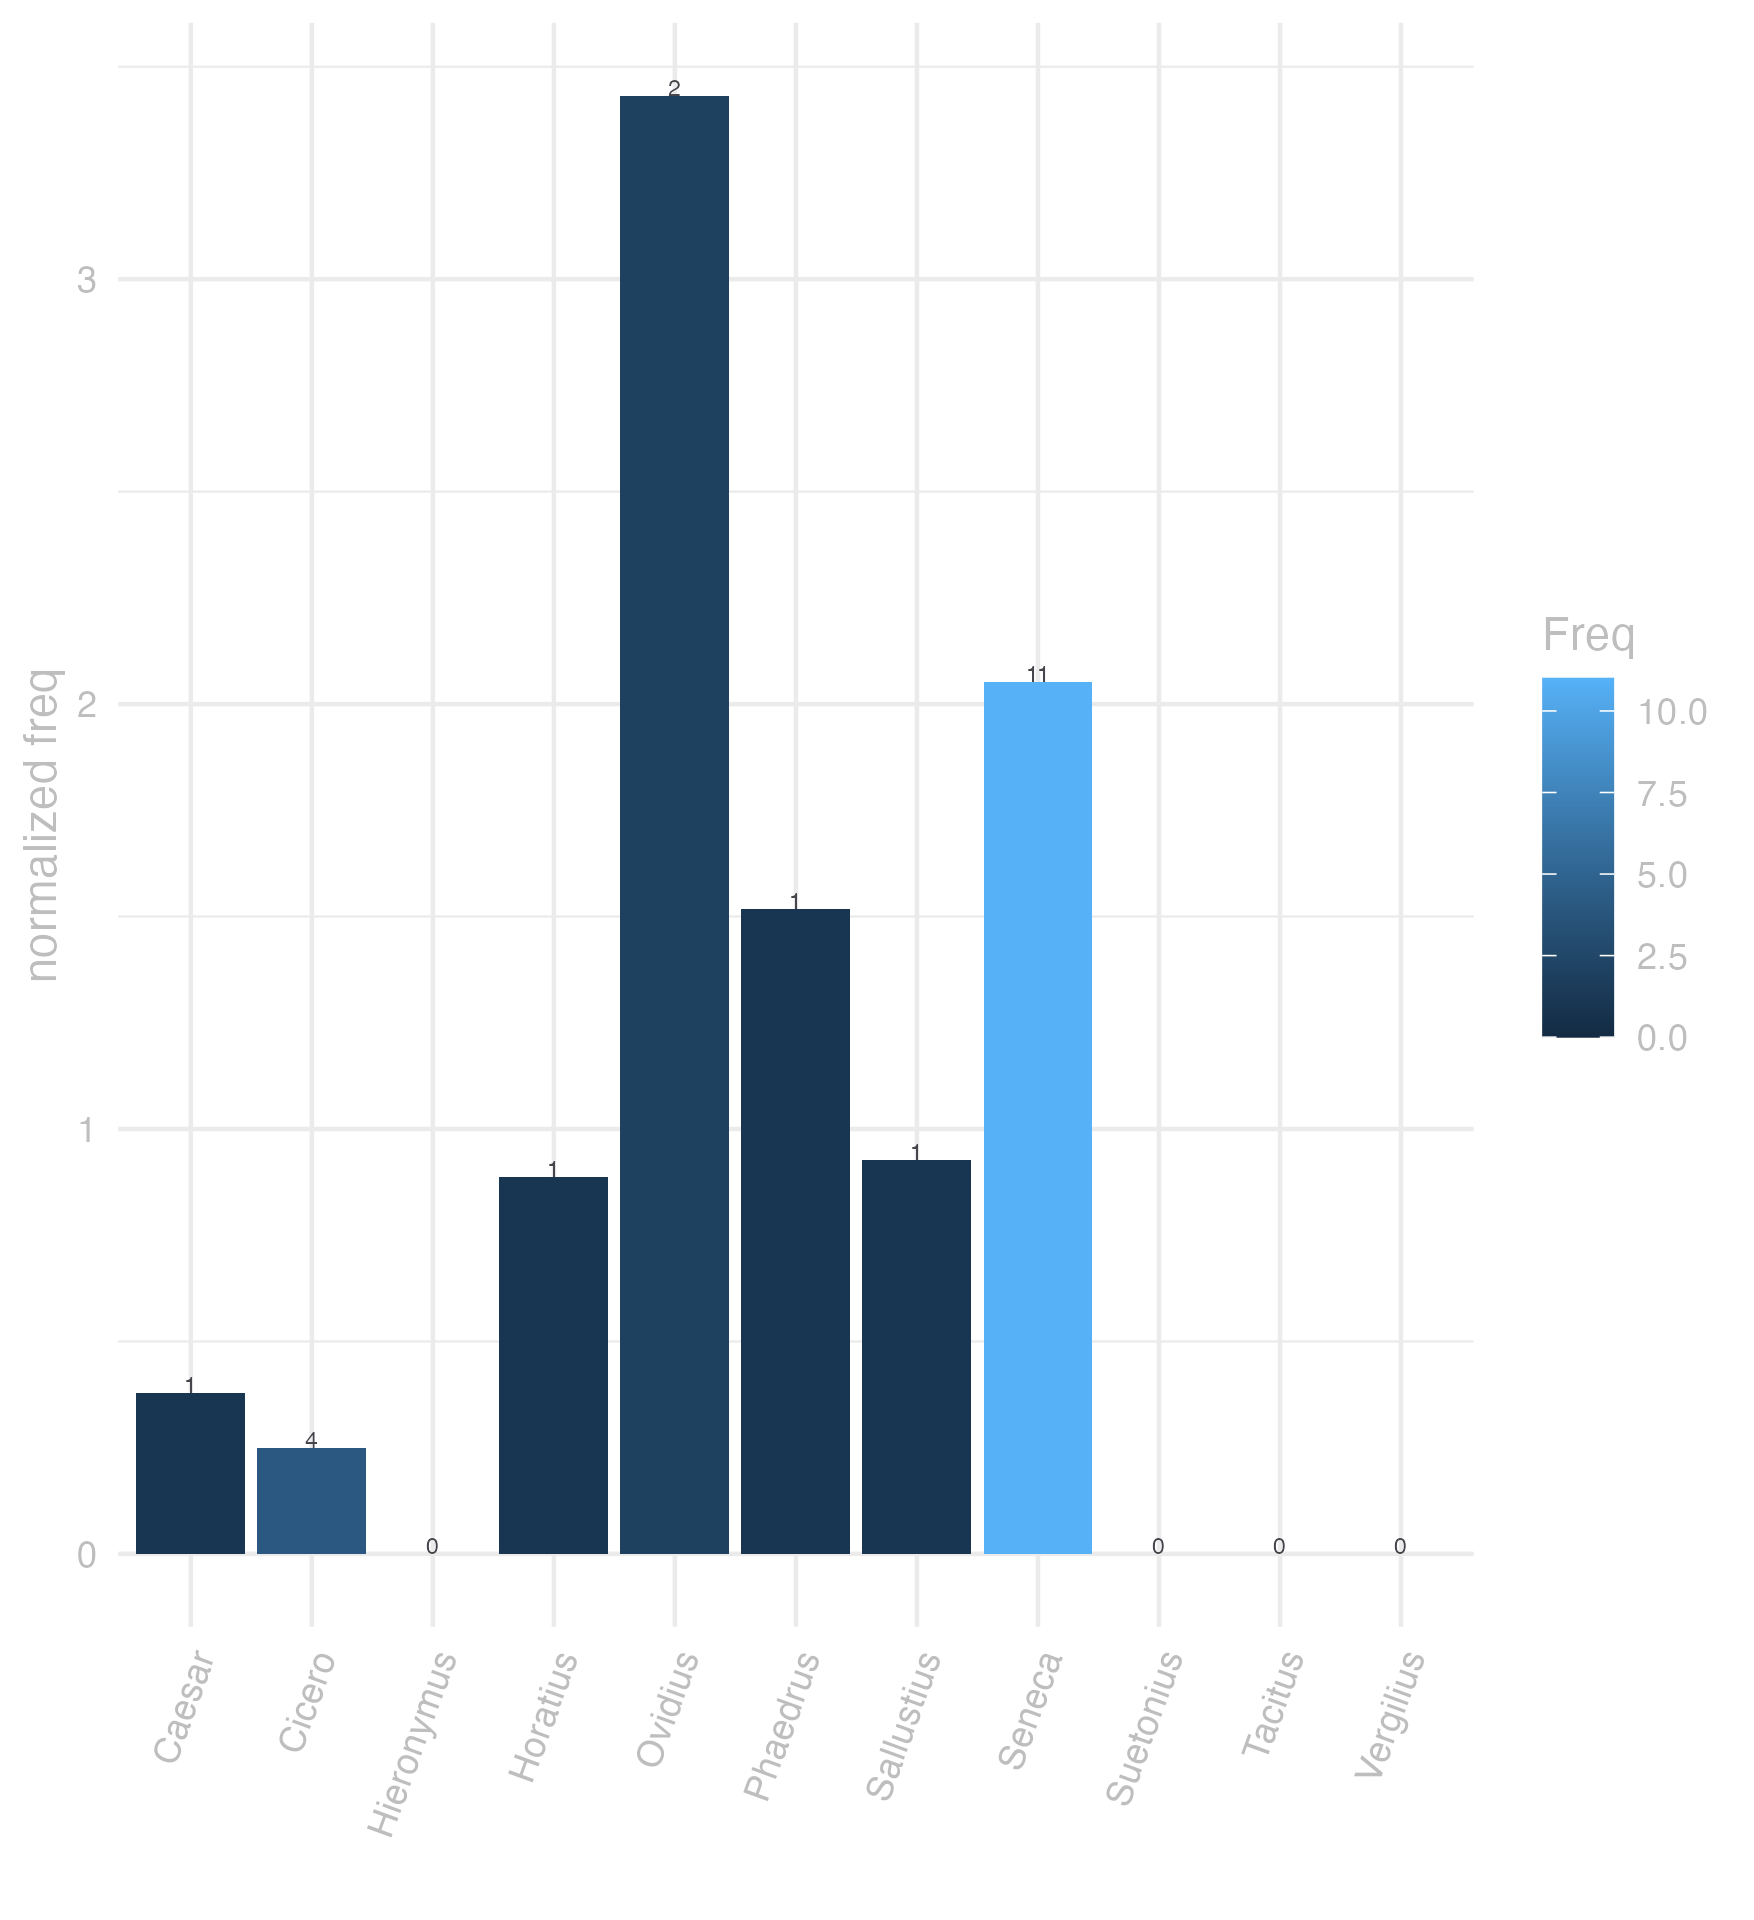 normalized freq
3
2
1
0
2
11
1
1
1
1
4
0
0
0
0
Caesar
Cicero
Hieronymus
Horatius
Ovidius
Phaedrus
Sallustius
Seneca
Suetonius
Tacitus
Vergilius
Freq
10.0
7.5
5.0
2.5
0.0